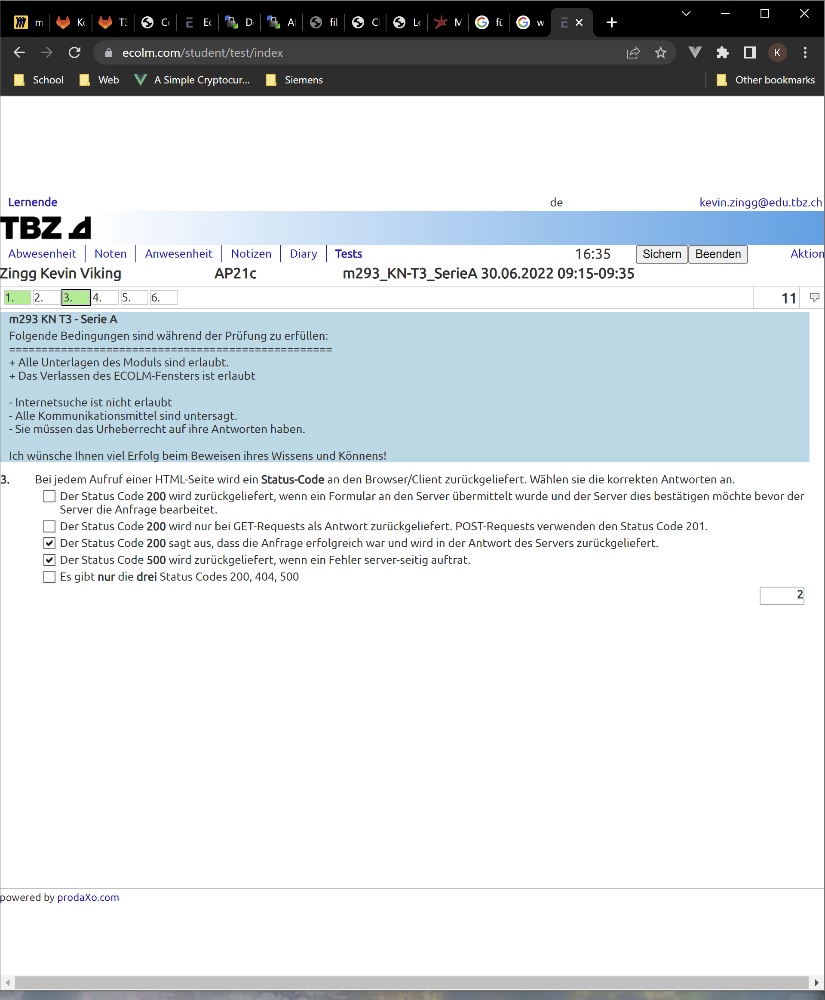 m Kc T3 Cc Ec D At fil C Lc M fü w
ecolm.com/student/test/index
K
School Web A Simple Cryptocur... Siemens Other bookmarks
Lernende de kevin.zingg@edu.tbz.ch
TBZ
Abwesenheit Noten Anwesenheit Notizen Diary Tests 16:35 Sichern Beenden Aktion
Zingg Kevin Viking AP21c m293_KN-T3_SerieA 30.06.2022 09:15-09:35
1. 2. 3. 4. 5. 6. 11
m293 KN T3 - Serie A
Folgende Bedingungen sind während der Prüfung zu erfüllen:
==================================================
+ Alle Unterlagen des Moduls sind erlaubt.
+ Das Verlassen des ECOLM-Fensters ist erlaubt
- Internetsuche ist nicht erlaubt
- Alle Kommunikationsmittel sind untersagt.
- Sie müssen das Urheberrecht auf ihre Antworten haben.
Ich wünsche Ihnen viel Erfolg beim Beweisen ihres Wissens und Könnens!
3. Bei jedem Aufruf einer HTML-Seite wird ein Status-Code an den Browser/Client zurückgeliefert. Wählen sie die korrekten Antworten an.
Der Status Code 200 wird zurückgeliefert, wenn ein Formular an den Server übermittelt wurde und der Server dies bestätigen möchte bevor der
Server die Anfrage bearbeitet.
Der Status Code 200 wird nur bei GET-Requests als Antwort zurückgeliefert. POST-Requests verwenden den Status Code 201.
Der Status Code 200 sagt aus, dass die Anfrage erfolgreich war und wird in der Antwort des Servers zurückgeliefert.
Der Status Code 500 wird zurückgeliefert, wenn ein Fehler server-seitig auftrat.
Es gibt nur die drei Status Codes 200, 404, 500
2
powered by prodaXo.com